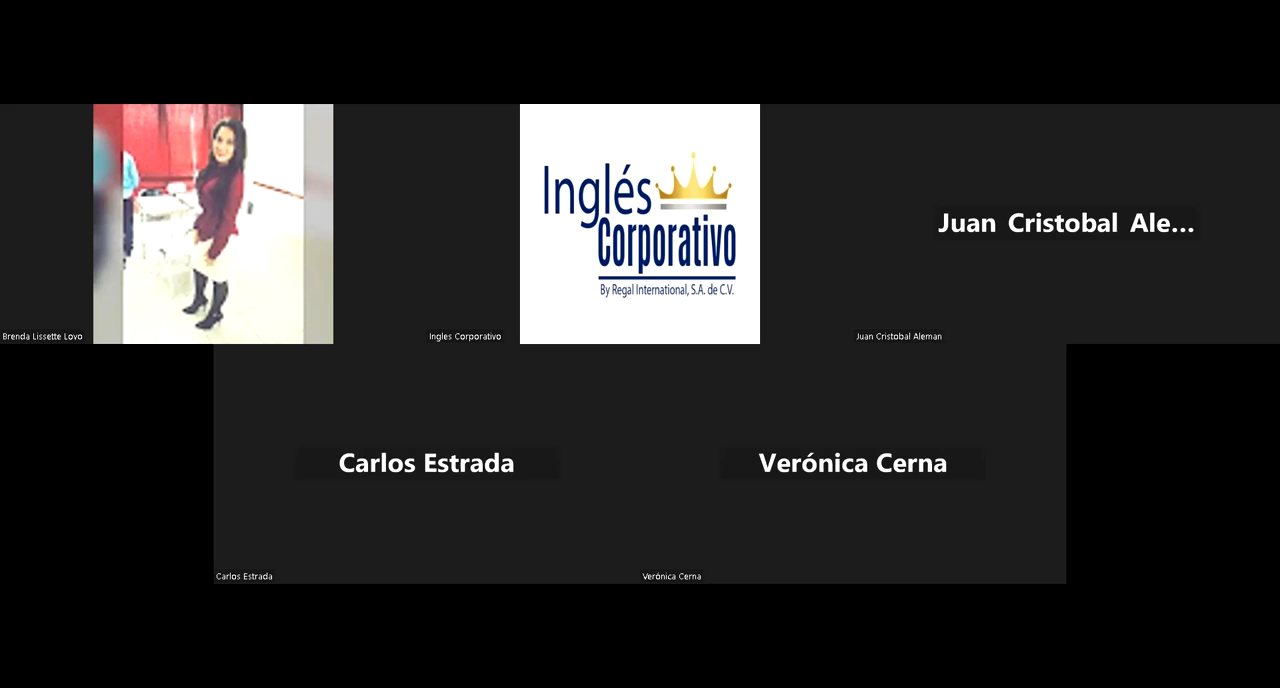 Inglés
Corporativo
By Regal International, S.A. de C.V.
Juan Cristobal Ale...
Brenda Lissette Lovo
Ingles Corporativo
Juan Cristobal Aleman
Carlos Estrada
Verónica Cerna
Carlos Estrada
Verónica Cerna